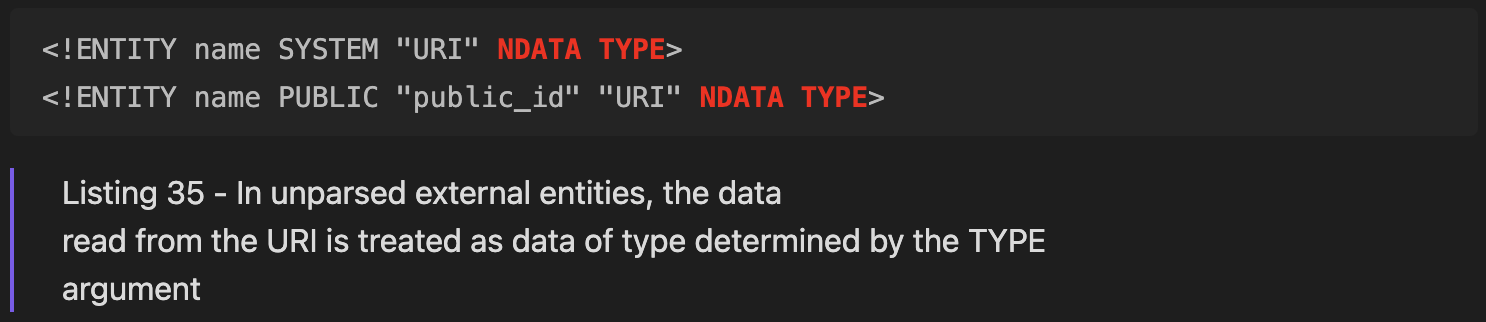 <!ENTITY name SYSTEM "URI" NDATA TYPE>
<!ENTITY name PUBLIC "public_id" "URI" NDATA TYPE>
Listing 35 - In unparsed external entities, the data
read from the URI is treated as data of type determined by the TYPE
argument